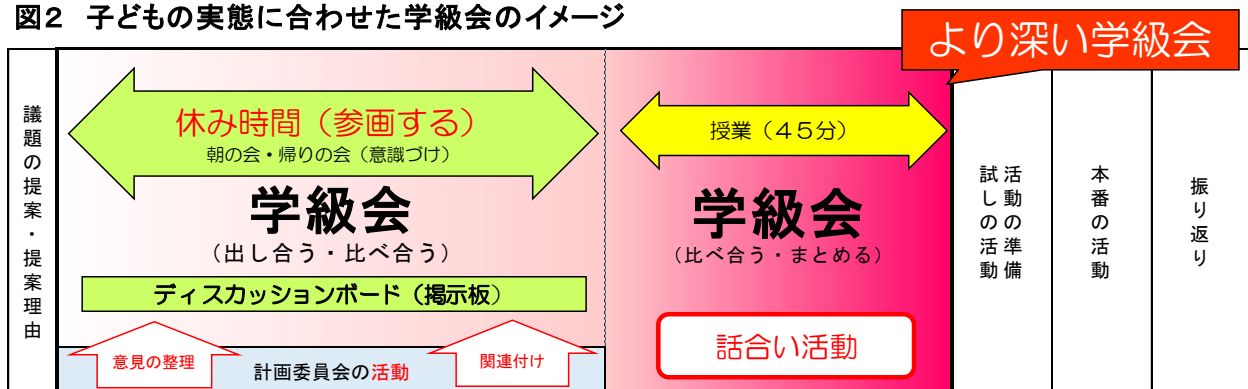 図２ 子どもの実態に合わせた学級会のイメージ
より深い学級会
議題の提案・提案理由
休み時間（参画する）
朝の会・帰りの会（意識づけ）
学級会
（出し合う・比べ合う）
ディスカッションボード（掲示板）
意見の整理
計画委員会の活動
関連付け
授業（４５分）
学級会
（比べ合う・まとめる）
話合い活動
活動の準備
試しの活動
本番の活動
振り返り